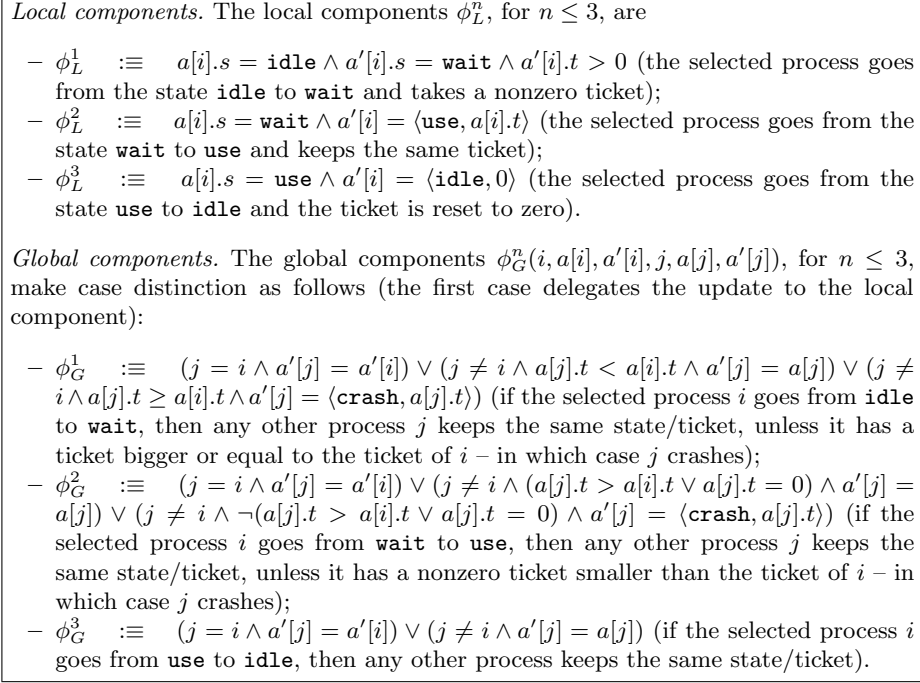 Local components. The local components ϕ_L^n, for n ≤ 3, are
– ϕ_L^1 :≡ a[i].s = idle ∧ a′[i].s = wait ∧ a′[i].t > 0 (the selected process goes
from the state idle to wait and takes a nonzero ticket);
– ϕ_L^2 :≡ a[i].s = wait ∧ a′[i] = ⟨use, a[i].t⟩ (the selected process goes from the
state wait to use and keeps the same ticket);
– ϕ_L^3 :≡ a[i].s = use ∧ a′[i] = ⟨idle, 0⟩ (the selected process goes from the
state use to idle and the ticket is reset to zero).
Global components. The global components ϕ_G^n(i, a[i], a′[i], j, a[j], a′[j]), for n ≤ 3,
make case distinction as follows (the first case delegates the update to the local
component):
– ϕ_G^1 :≡ (j = i ∧ a′[j] = a′[i]) ∨ (j ≠ i ∧ a[j].t < a[i].t ∧ a′[j] = a[j]) ∨ (j ≠
i ∧ a[j].t ≥ a[i].t ∧ a′[j] = ⟨crash, a[j].t⟩) (if the selected process i goes from idle
to wait, then any other process j keeps the same state/ticket, unless it has a
ticket bigger or equal to the ticket of i – in which case j crashes);
– ϕ_G^2 :≡ (j = i ∧ a′[j] = a′[i]) ∨ (j ≠ i ∧ (a[j].t > a[i].t ∨ a[j].t = 0) ∧ a′[j] =
a[j]) ∨ (j ≠ i ∧ ¬(a[j].t > a[i].t ∨ a[j].t = 0) ∧ a′[j] = ⟨crash, a[j].t⟩) (if the
selected process i goes from wait to use, then any other process j keeps the
same state/ticket, unless it has a nonzero ticket smaller than the ticket of i – in
which case j crashes);
– ϕ_G^3 :≡ (j = i ∧ a′[j] = a′[i]) ∨ (j ≠ i ∧ a′[j] = a[j]) (if the selected process i
goes from use to idle, then any other process keeps the same state/ticket).